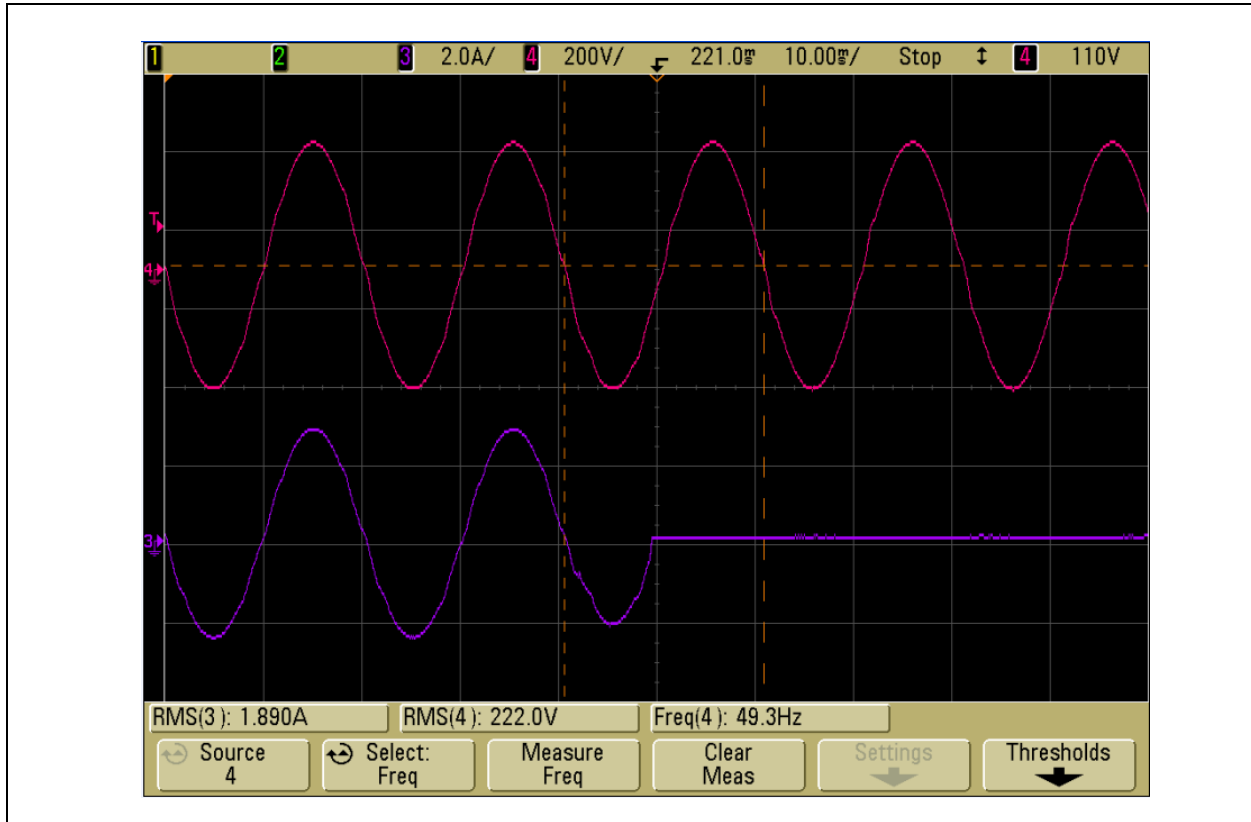 1 2 3 2.0A/ 4 200V/ 221.0ms 10.00ms/ Stop 4 110V
T
4
3
RMS(3): 1.890A RMS(4): 222.0V Freq(4): 49.3Hz
Source Select: Measure Clear Settings Thresholds
4 Freq Freq Meas